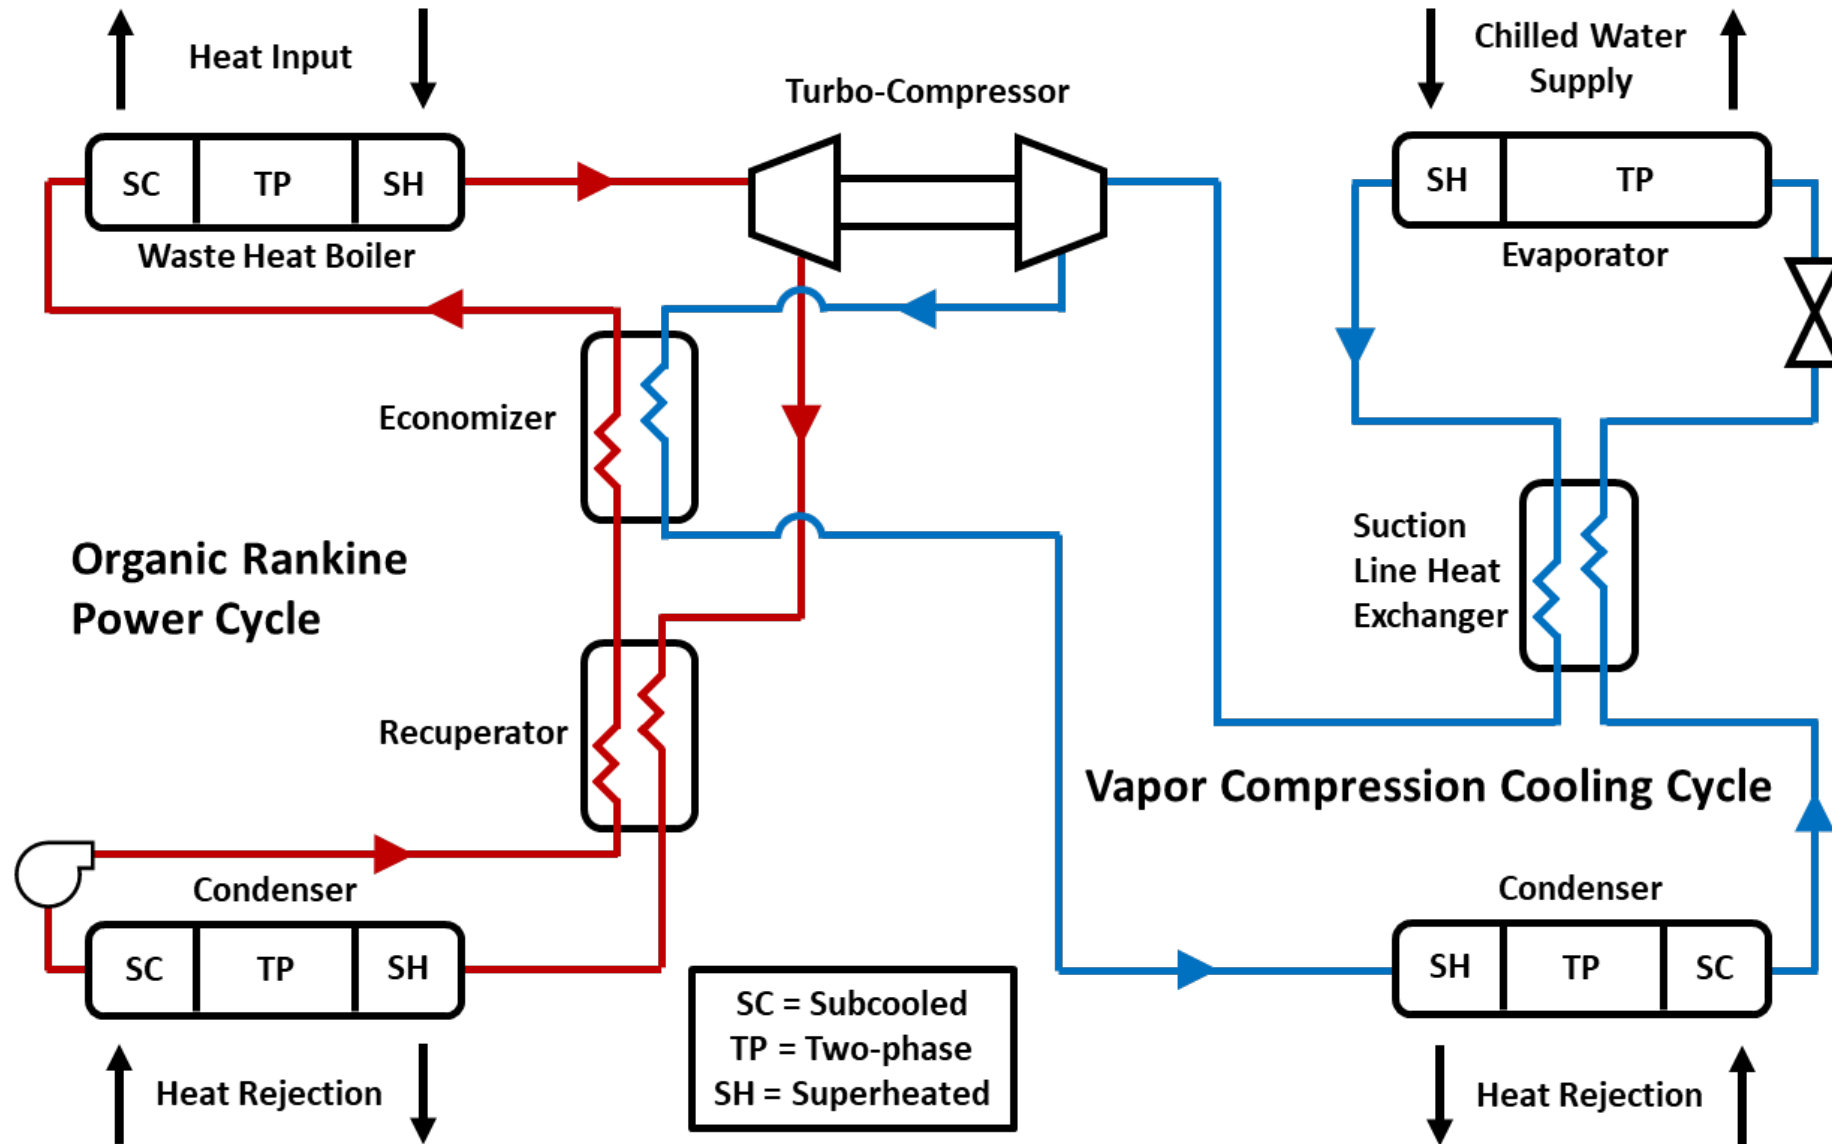 Heat Input
Chilled Water
Supply
Turbo-Compressor
SC TP SH
SH TP
Waste Heat Boiler
Evaporator
Economizer
Suction
Line Heat
Exchanger
Organic Rankine
Power Cycle
Recuperator
Vapor Compression Cooling Cycle
Condenser
Condenser
SC TP SH
SH TP SC
SC = Subcooled
TP = Two-phase
SH = Superheated
Heat Rejection
Heat Rejection